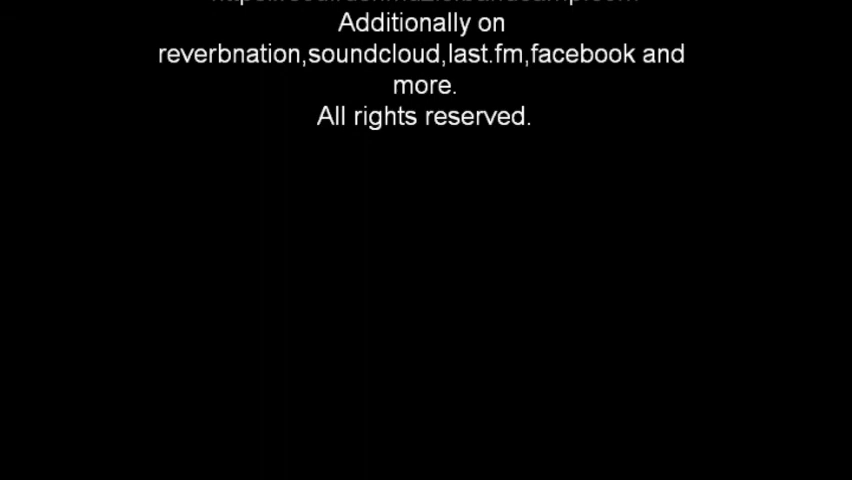 Additionally on
reverbnation,soundcloud,last.fm,facebook and
more.
All rights reserved.